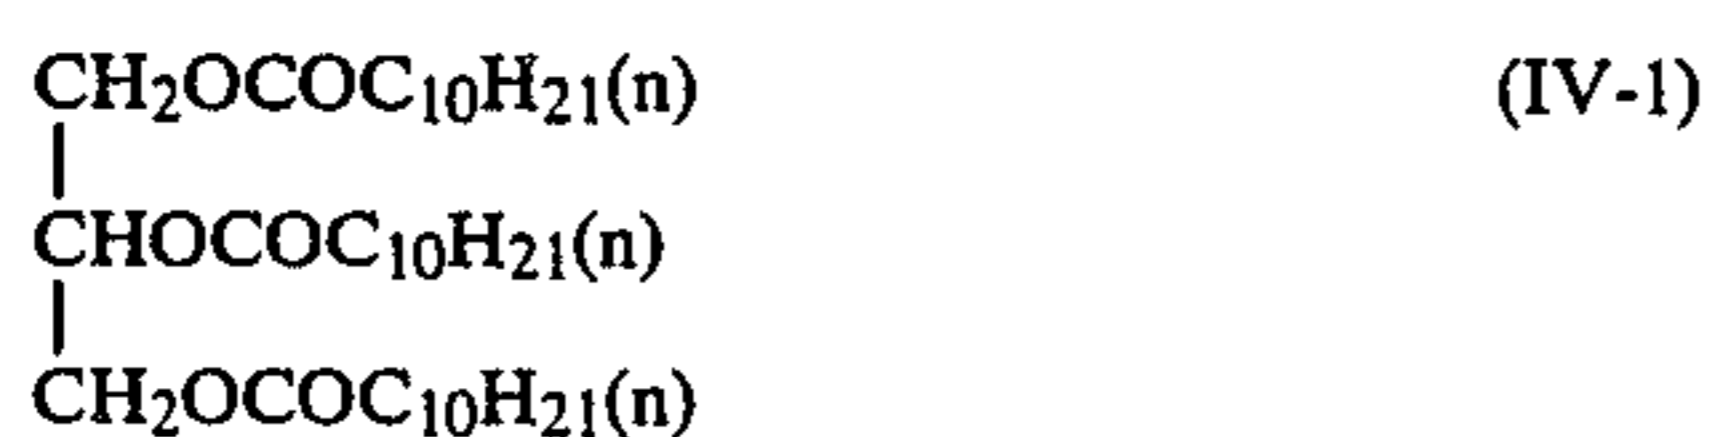 CH₂OCOC₁₀H₂₁(n) (IV-1)
CHOCOC₁₀H₂₁(n)
CH₂OCOC₁₀H₂₁(n)